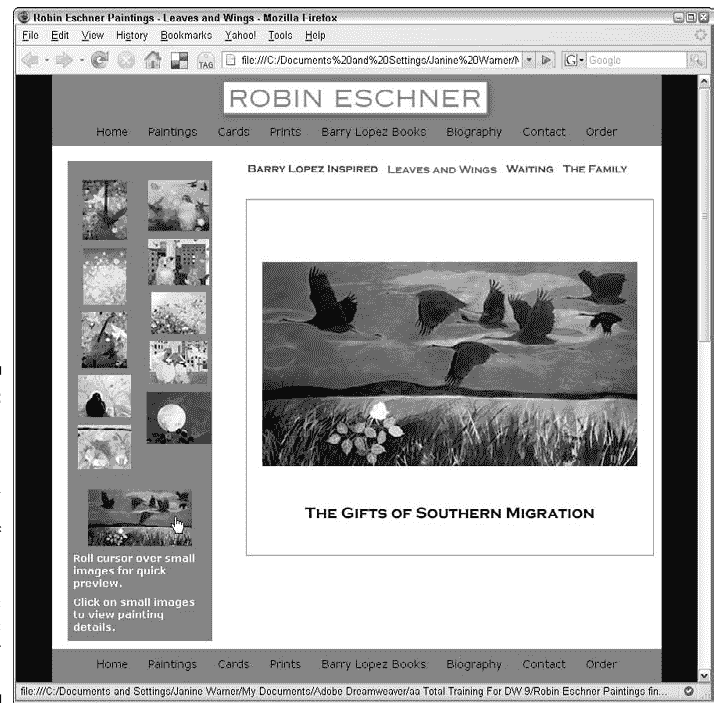 Robin Eschner Paintings - Leaves and Wings - Mozilla Firefox
File Edit View History Bookmarks Yahoo! Tools Help
TAG file:///C:/Documents%20and%20Settings/Janine%20Warner/M G Google
ROBIN ESCHNER
Home Paintings Cards Prints Barry Lopez Books Biography Contact Order
BARRY LOPEZ INSPIRED LEAVES AND WINGS WAITING THE FAMILY
THE GIFTS OF SOUTHERN MIGRATION
Roll cursor over small
images for quick
preview.
Click on small images
to view painting
details.
Home Paintings Cards Prints Barry Lopez Books Biography Contact Order
file:///C:/Documents and Settings/Janine Warner/My Documents/Adobe Dreamweaver/aa Total Training For DW 9/Robin Eschner Paintings fin...